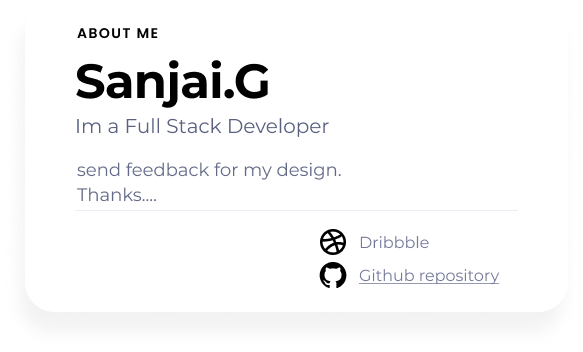 ABOUT ME
Sanjai.G
Im a Full Stack Developer
send feedback for my design.
Thanks....
Dribbble
Github repository